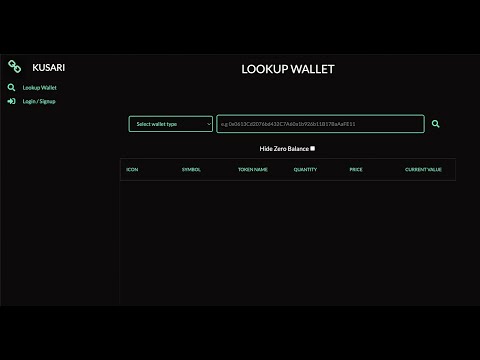 KUSARI
LOOKUP WALLET
Lookup Wallet
Login / Signup
Select wallet type
Hide Zero Balance
ICON SYMBOL TOKEN NAME QUANTITY PRICE CURRENT VALUE